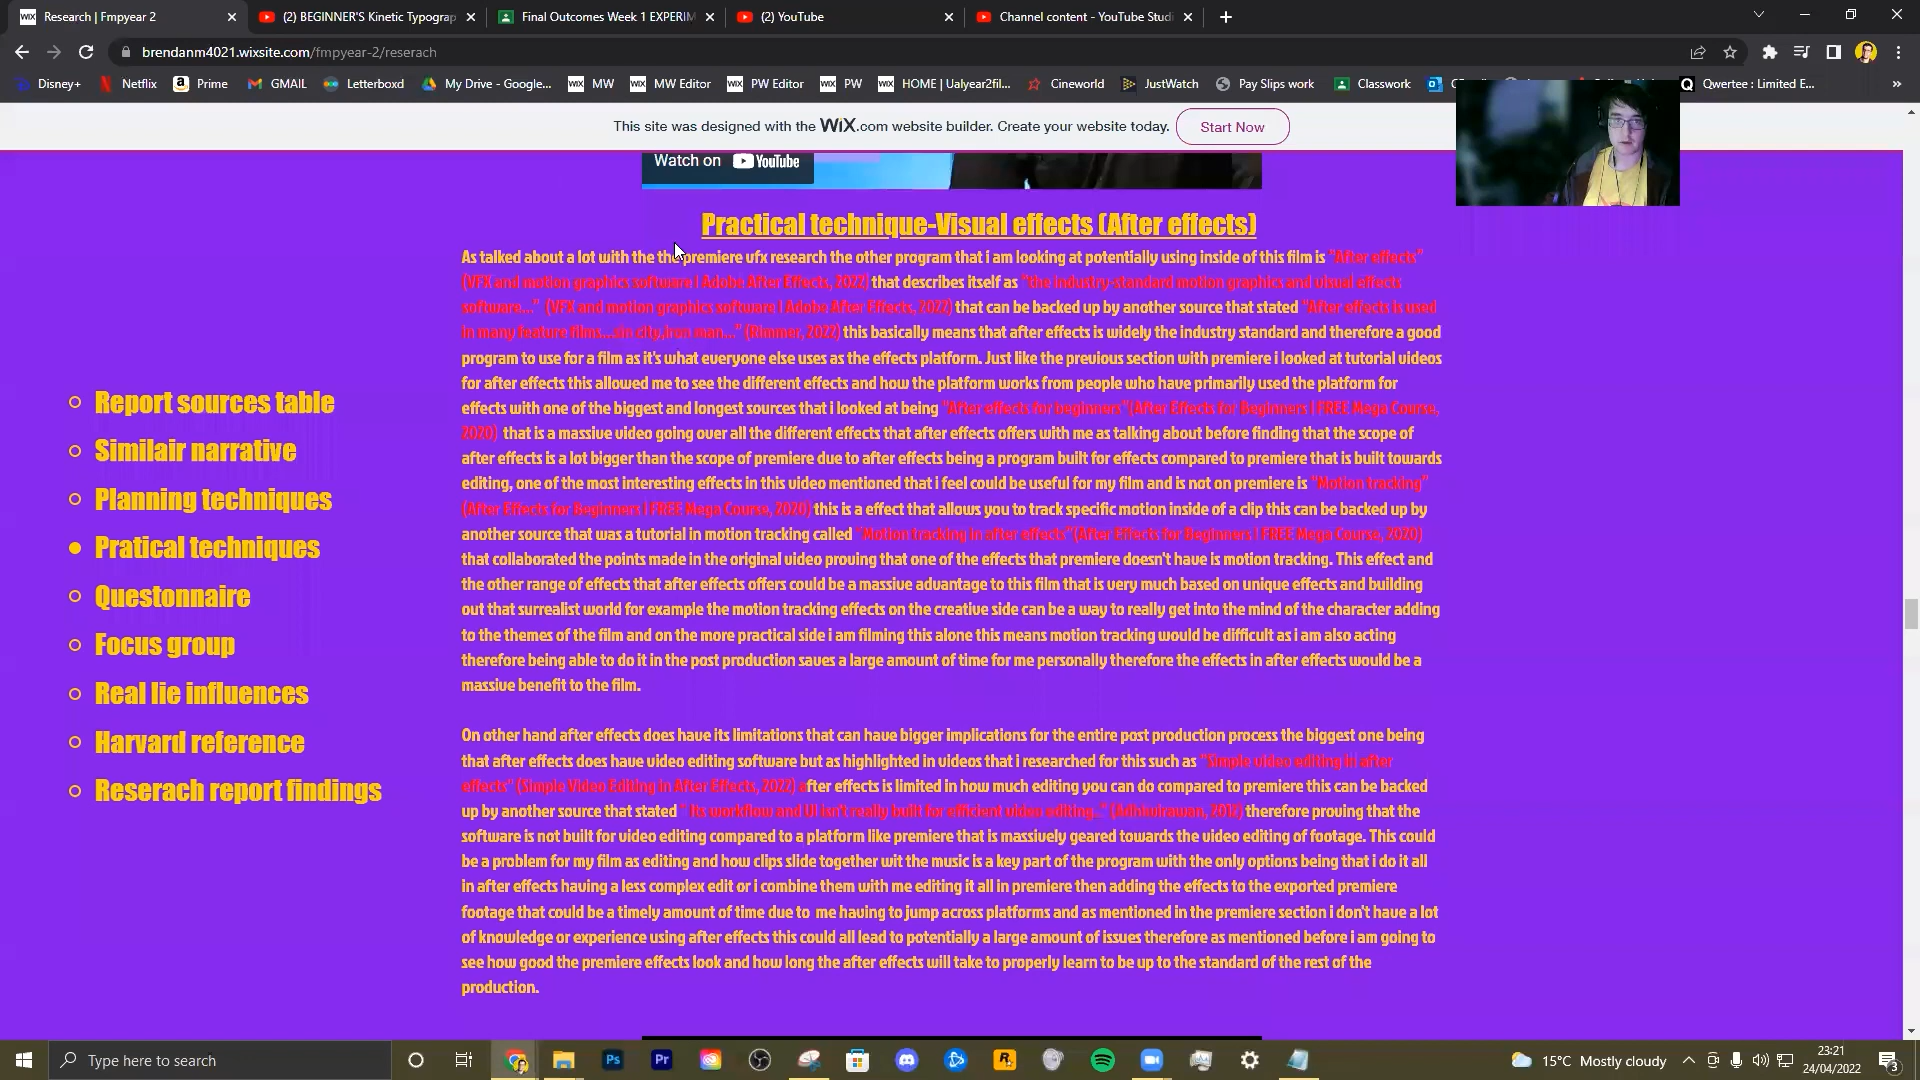 Research | Fmpyear 2
(2) BEGINNER'S Kinetic Typograp
Final Outcomes Week 1 EXPERIM
(2) YouTube
Channel content - YouTube Studi
brendanm4021.wixsite.com/fmpyear-2/reserach
Disney+
Netflix
Prime
GMAIL
Letterboxd
My Drive - Google...
MW
MW Editor
PW Editor
PW
HOME | Ualyear2fil...
Cineworld
JustWatch
Pay Slips work
Classwork
Qwertee : Limited E...
This site was designed with the WiX.com website builder. Create your website today.
Start Now
Watch on YouTube
Practical technique-Visual effects (After effects)
As talked about a lot with the the premiere vfx research the other program that i am looking at potentially using inside of this film is "After effects"
(VFX and motion graphics software | Adobe After Effects, 2022) that describes itself as "the industry-standard motion graphics and visual effects
software..." (VFX and motion graphics software | Adobe After Effects, 2022) that can be backed up by another source that stated "After effects is used
in many feature films...sin city,iron man..." (Rimmer, 2022) this basically means that after effects is widely the industry standard and therefore a good
program to use for a film as it's what everyone else uses as the effects platform. Just like the previous section with premiere i looked at tutorial videos
for after effects this allowed me to see the different effects and how the platform works from people who have primarily used the platform for
effects with one of the biggest and longest sources that i looked at being "After effects for beginners"(After Effects for Beginners | FREE Mega Course,
2020) that is a massive video going over all the different effects that after effects offers with me as talking about before finding that the scope of
after effects is a lot bigger than the scope of premiere due to after effects being a program built for effects compared to premiere that is built towards
editing, one of the most interesting effects in this video mentioned that i feel could be useful for my film and is not on premiere is "Motion tracking"
(After Effects for Beginners | FREE Mega Course, 2020) this is a effect that allows you to track specific motion inside of a clip this can be backed up by
another source that was a tutorial in motion tracking called "Motion tracking in after effects"(After Effects for Beginners | FREE Mega Course, 2020)
that collaborated the points made in the original video proving that one of the effects that premiere doesn't have is motion tracking. This effect and
the other range of effects that after effects offers could be a massive advantage to this film that is very much based on unique effects and building
out that surrealist world for example the motion tracking effects on the creative side can be a way to really get into the mind of the character adding
to the themes of the film and on the more practical side i am filming this alone this means motion tracking would be difficult as i am also acting
therefore being able to do it in the post production saves a large amount of time for me personally therefore the effects in after effects would be a
massive benefit to the film.
On other hand after effects does have its limitations that can have bigger implications for the entire post production process the biggest one being
that after effects does have video editing software but as highlighted in videos that i researched for this such as "Simple video editing in after
effects" (Simple Video Editing in After Effects, 2022) after effects is limited in how much editing you can do compared to premiere this can be backed
up by another source that stated " Its workflow and UI isn't really built for efficient video editing..." (Adhiwirawan, 2012) therefore proving that the
software is not built for video editing compared to a platform like premiere that is massively geared towards the video editing of footage. This could
be a problem for my film as editing and how clips slide together wit the music is a key part of the program with the only options being that i do it all
in after effects having a less complex edit or i combine them with me editing it all in premiere then adding the effects to the exported premiere
footage that could be a timely amount of time due to me having to jump across platforms and as mentioned in the premiere section i don't have a lot
of knowledge or experience using after effects this could all lead to potentially a large amount of issues therefore as mentioned before i am going to
see how good the premiere effects look and how long the after effects will take to properly learn to be up to the standard of the rest of the
production.
Report sources table
Similair narrative
Planning techniques
Pratical techniques
Questonnaire
Focus group
Real lie influences
Harvard reference
Reserach report findings
Type here to search
15°C Mostly cloudy
23:21
24/04/2022
3